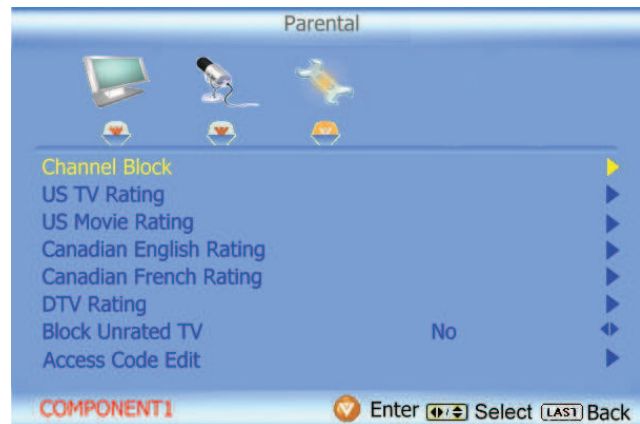 Parental
Channel Block
US TV Rating
US Movie Rating
Canadian English Rating
Canadian French Rating
DTV Rating
Block Unrated TV No
Access Code Edit
COMPONENT1 Enter Select LAST Back